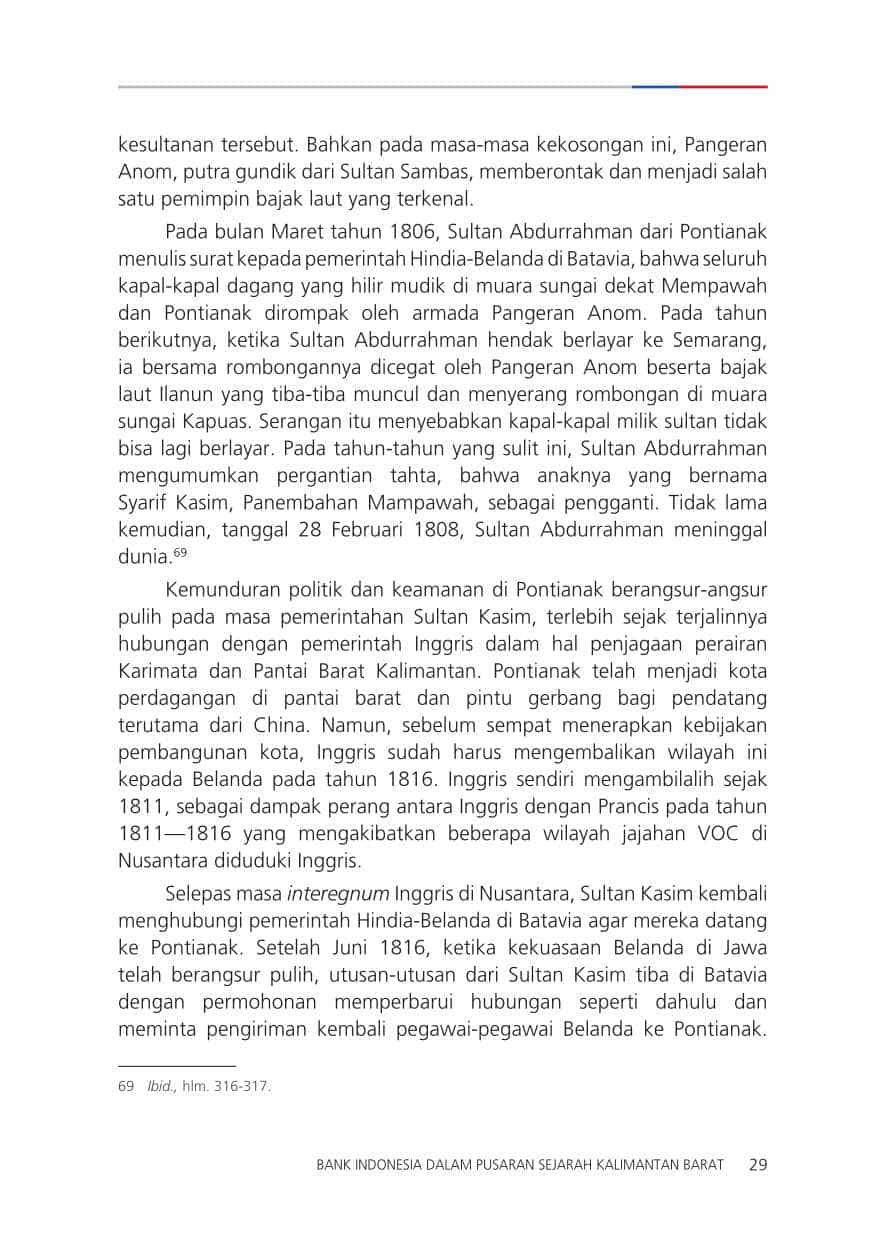 kesultanan tersebut. Bahkan pada masa-masa kekosongan ini, Pangeran
Anom, putra gundik dari Sultan Sambas, memberontak dan menjadi salah
satu pemimpin bajak laut yang terkenal.
Pada bulan Maret tahun 1806, Sultan Abdurrahman dari Pontianak
menulis surat kepada pemerintah Hindia-Belanda di Batavia, bahwa seluruh
kapal-kapal dagang yang hilir mudik di muara sungai dekat Mempawah
dan Pontianak dirompak oleh armada Pangeran Anom. Pada tahun
berikutnya, ketika Sultan Abdurrahman hendak berlayar ke Semarang,
ia bersama rombongannya dicegat oleh Pangeran Anom beserta bajak
laut Ilanun yang tiba-tiba muncul dan menyerang rombongan di muara
sungai Kapuas. Serangan itu menyebabkan kapal-kapal milik sultan tidak
bisa lagi berlayar. Pada tahun-tahun yang sulit ini, Sultan Abdurrahman
mengumumkan pergantian tahta, bahwa anaknya yang bernama
Syarif Kasim, Panembahan Mampawah, sebagai pengganti. Tidak lama
kemudian, tanggal 28 Februari 1808, Sultan Abdurrahman meninggal
dunia.69
Kemunduran politik dan keamanan di Pontianak berangsur-angsur
pulih pada masa pemerintahan Sultan Kasim, terlebih sejak terjalinnya
hubungan dengan pemerintah Inggris dalam hal penjagaan perairan
Karimata dan Pantai Barat Kalimantan. Pontianak telah menjadi kota
perdagangan di pantai barat dan pintu gerbang bagi pendatang
terutama dari China. Namun, sebelum sempat menerapkan kebijakan
pembangunan kota, Inggris sudah harus mengembalikan wilayah ini
kepada Belanda pada tahun 1816. Inggris sendiri mengambilalih sejak
1811, sebagai dampak perang antara Inggris dengan Prancis pada tahun
1811—1816 yang mengakibatkan beberapa wilayah jajahan VOC di
Nusantara diduduki Inggris.
Selepas masa interegnum Inggris di Nusantara, Sultan Kasim kembali
menghubungi pemerintah Hindia-Belanda di Batavia agar mereka datang
ke Pontianak. Setelah Juni 1816, ketika kekuasaan Belanda di Jawa
telah berangsur pulih, utusan-utusan dari Sultan Kasim tiba di Batavia
dengan permohonan memperbarui hubungan seperti dahulu dan
meminta pengiriman kembali pegawai-pegawai Belanda ke Pontianak.
69 Ibid., hlm. 316-317.
BANK INDONESIA DALAM PUSARAN SEJARAH KALIMANTAN BARAT 29